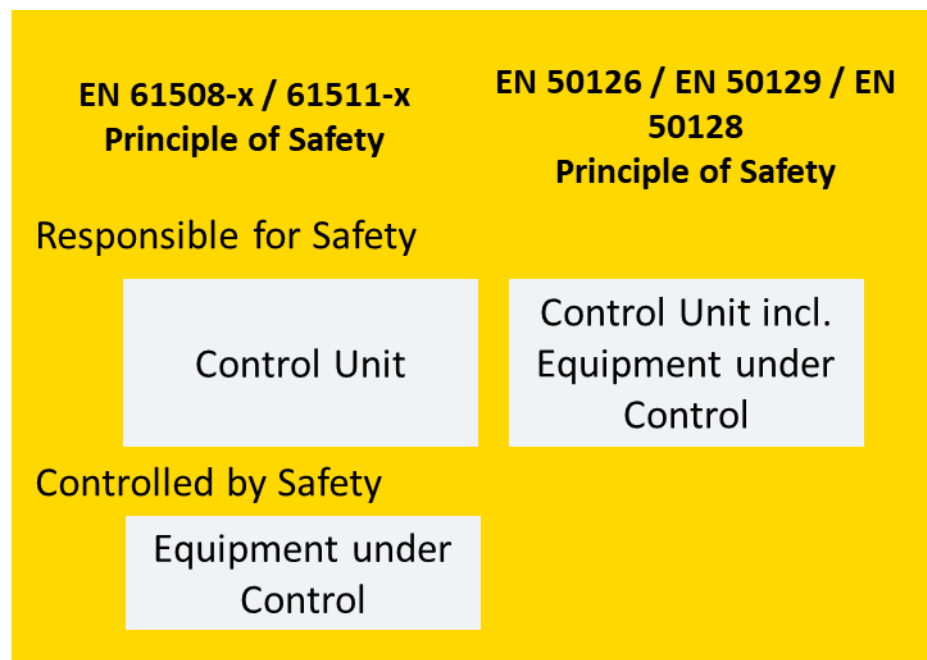 EN 61508-x / 61511-x
Principle of Safety
EN 50126 / EN 50129 / EN
50128
Principle of Safety
Responsible for Safety
Control Unit
Control Unit incl.
Equipment under
Control
Controlled by Safety
Equipment under
Control